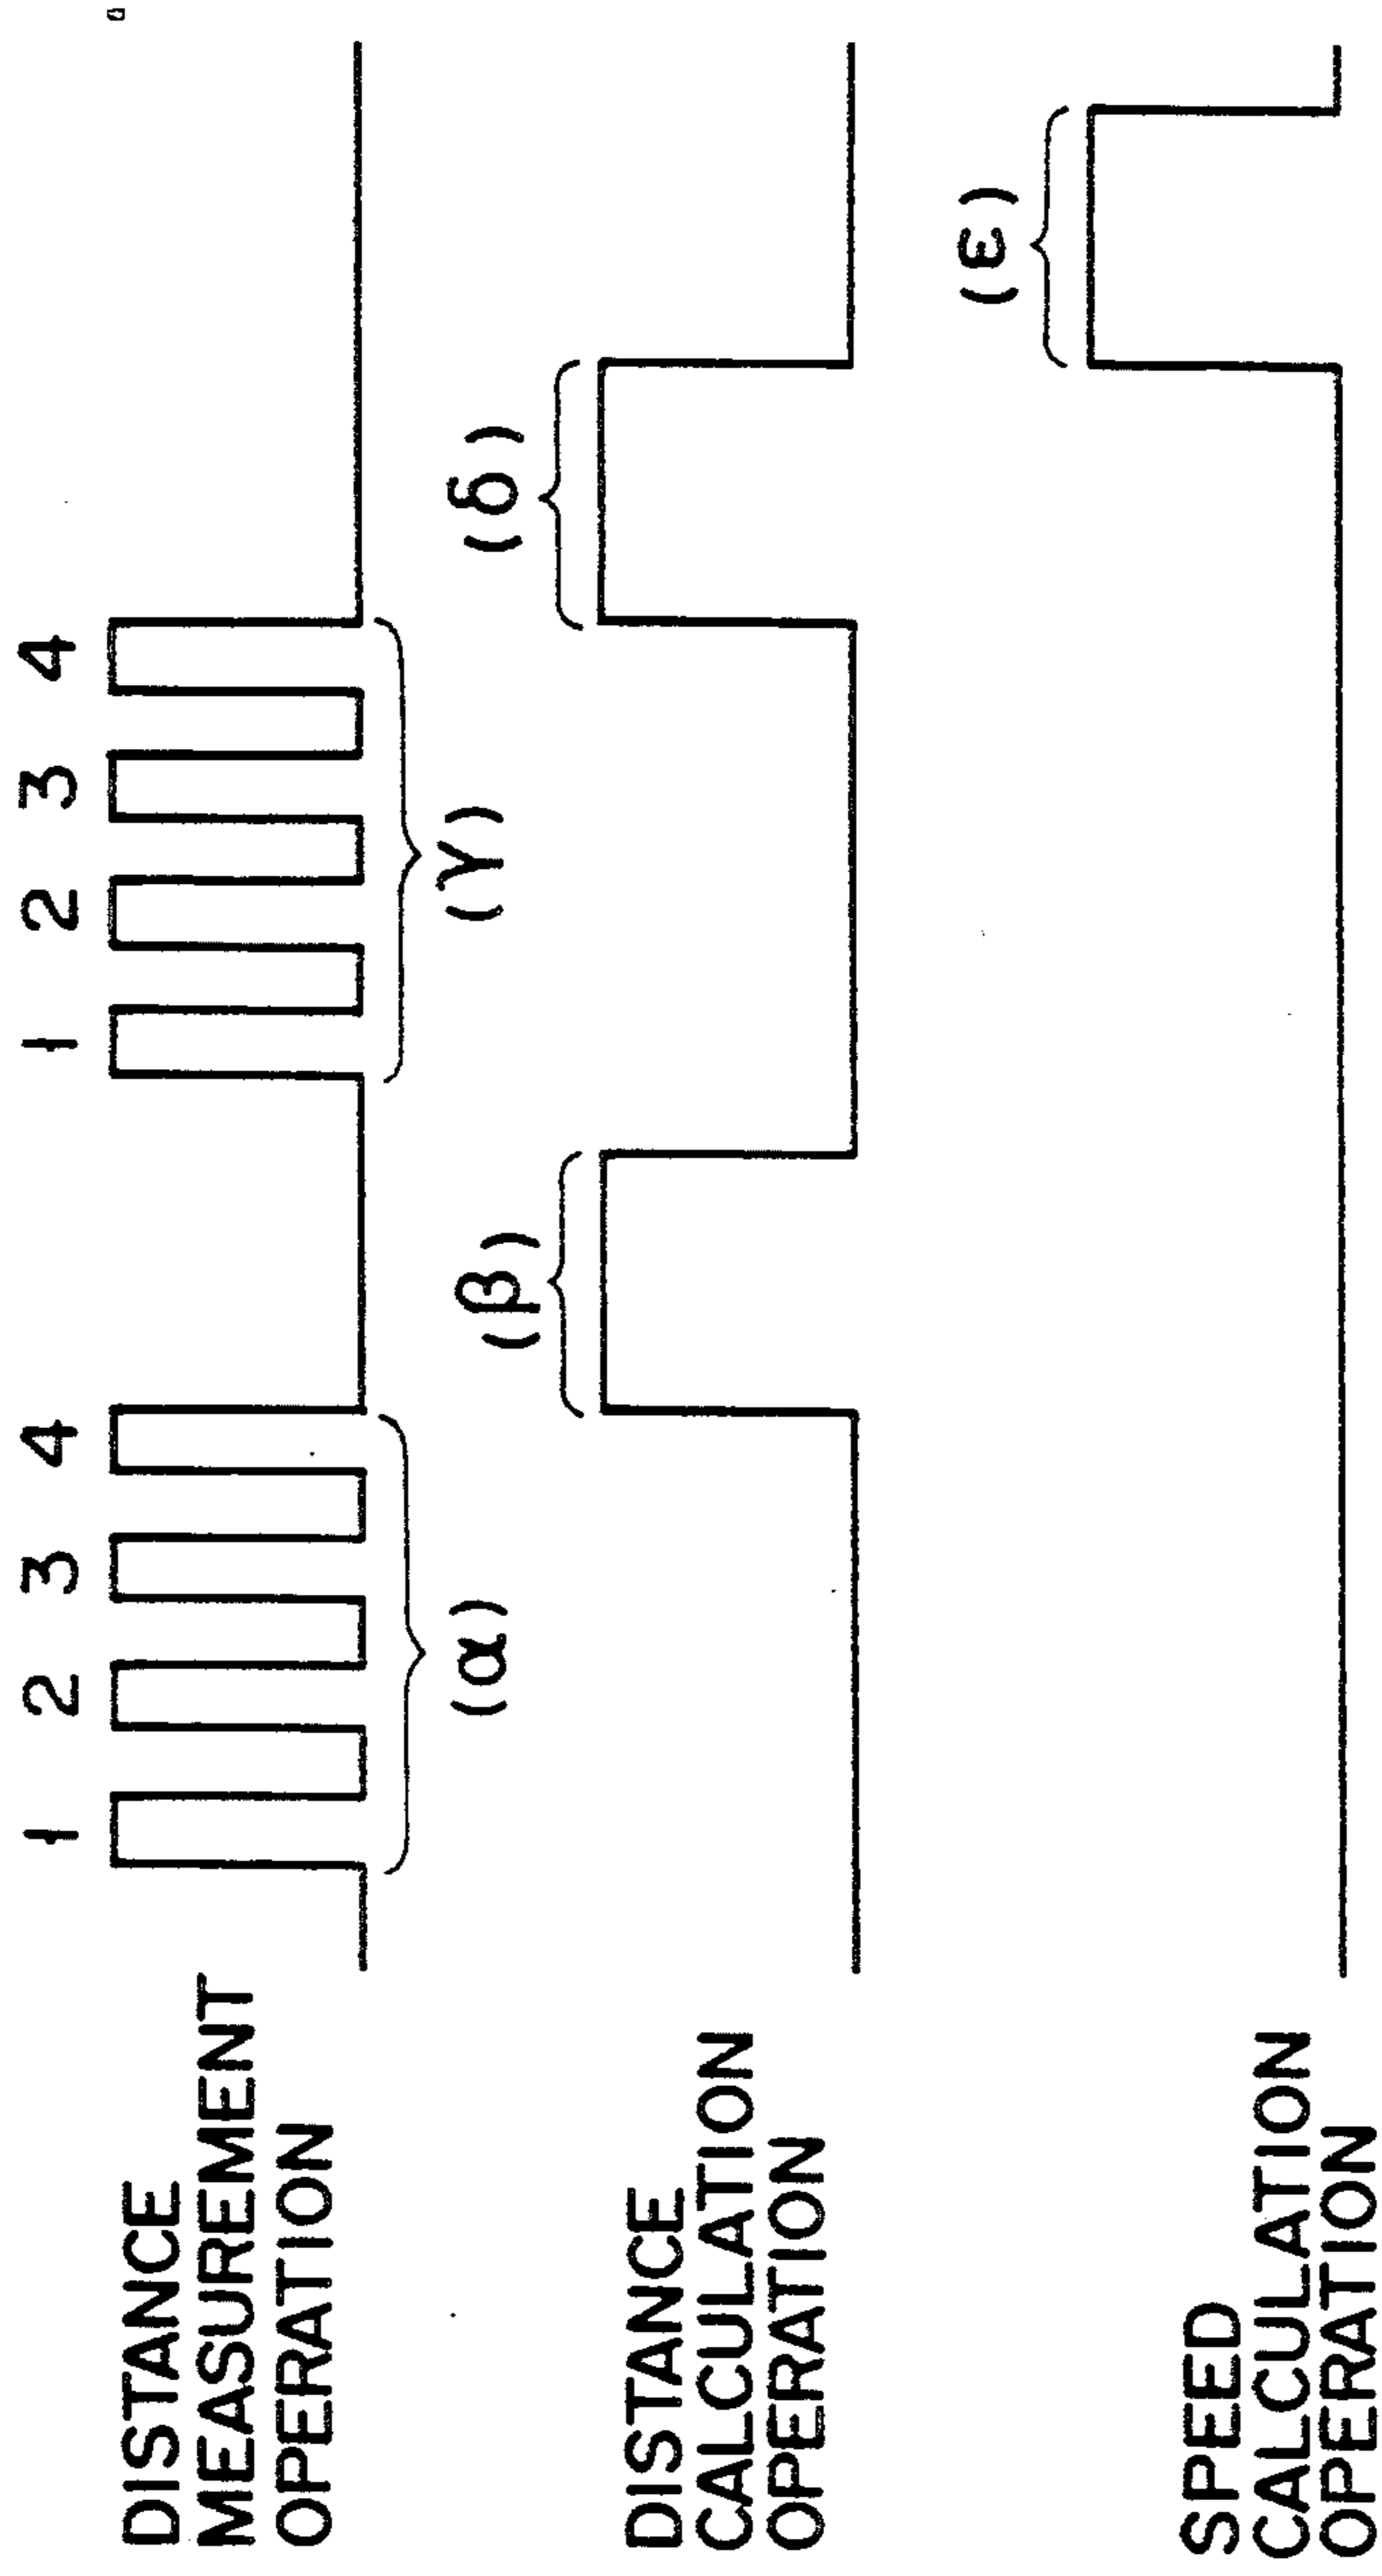 1 2 3 4 1 2 3 4
DISTANCE
MEASUREMENT
OPERATION
(α) (γ)
(β) (δ)
DISTANCE
CALCULATION
OPERATION
(ε)
SPEED
CALCULATION
OPERATION